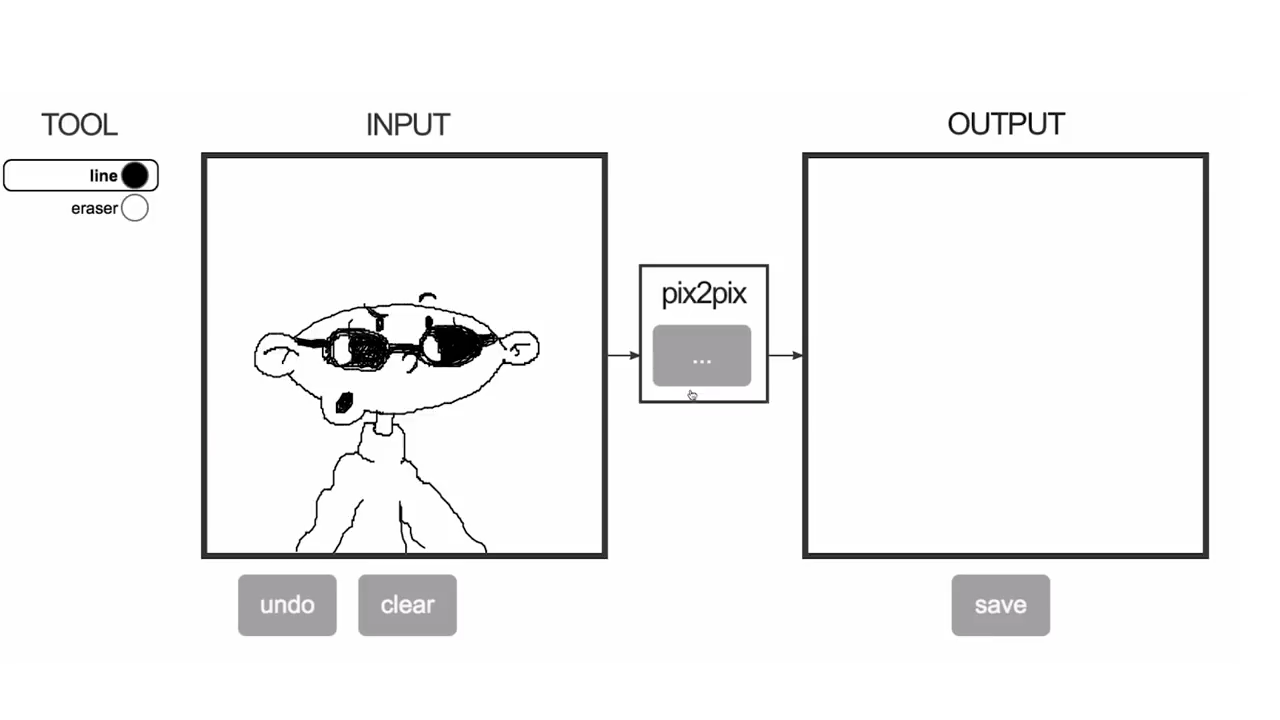 TOOL
INPUT
OUTPUT
line
eraser
pix2pix
...
undo
clear
save